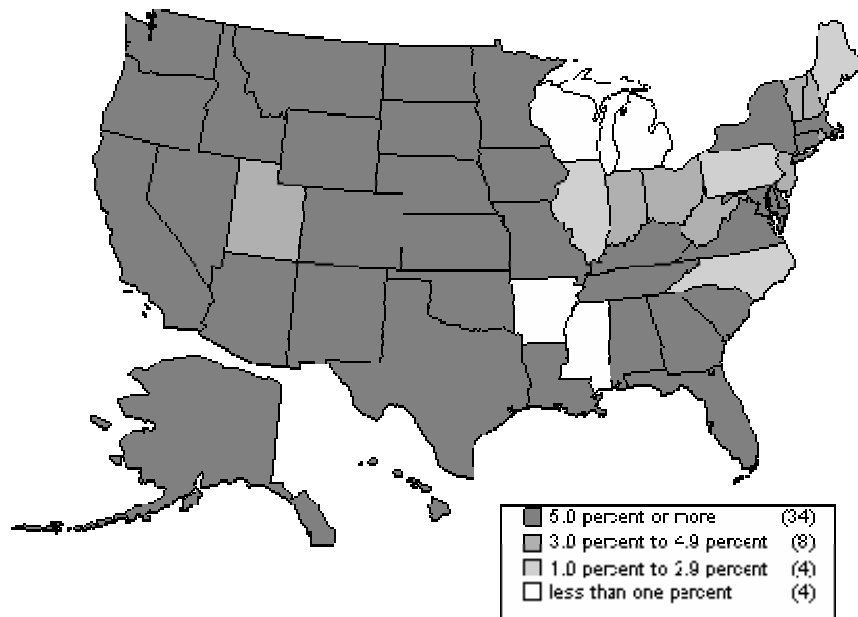 5.0 percent or more (34)
3.0 percent to 4.9 percent (8)
1.0 percent to 2.9 percent (4)
less than one percent (4)